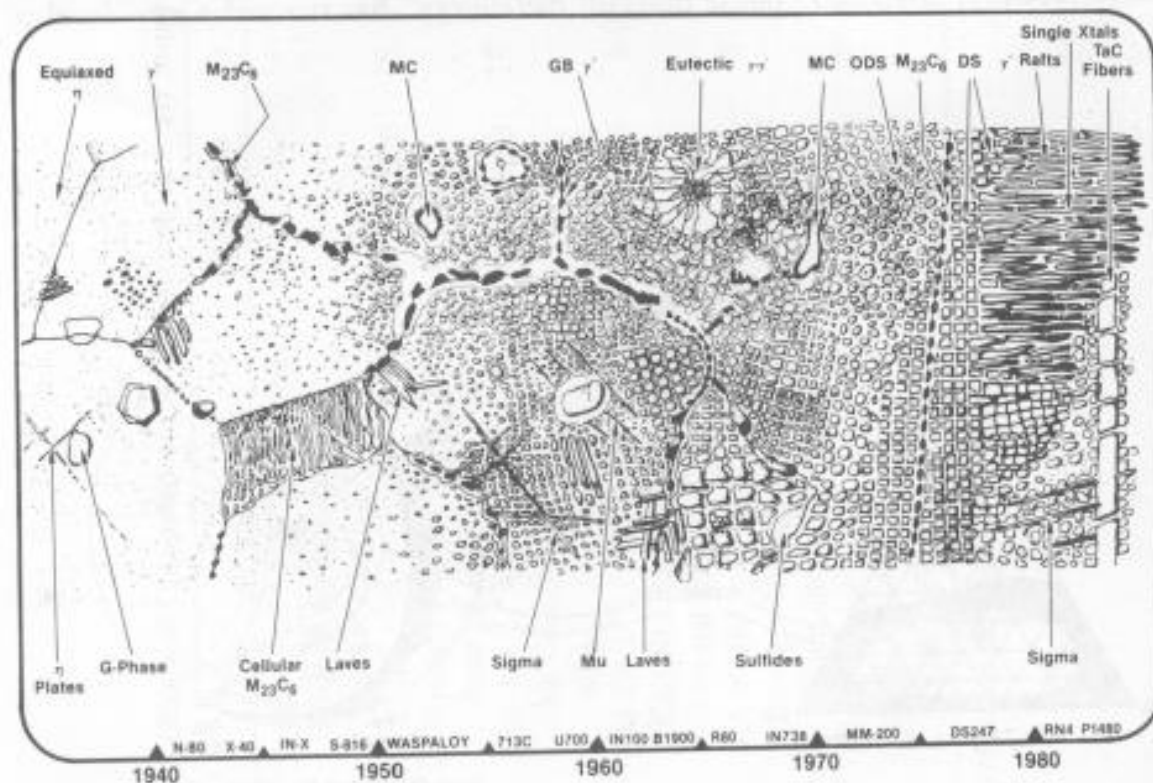 Single Xtals
Equiaxed γ' M₂₃C₆ MC GB γ' Eutectic γ-γ' MC ODS M₂₃C₆ DS γ' Rafts TaC
η Fibers
η G-Phase Cellular Laves Sigma Mu Laves Sulfides Sigma
Plates M₂₃C₆
N-80 X-40 IN-X S-816 WASPALOY 713C U700 IN100 B1900 R80 IN738 MM-200 DS247 RN4 P1480
1940 1950 1960 1970 1980